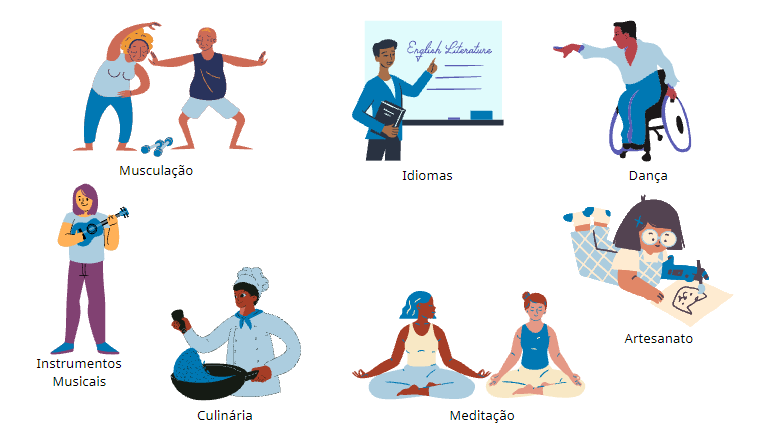 English Literature
Musculação
Idiomas
Dança
Instrumentos
Musicais
Artesanato
Culinária
Meditação